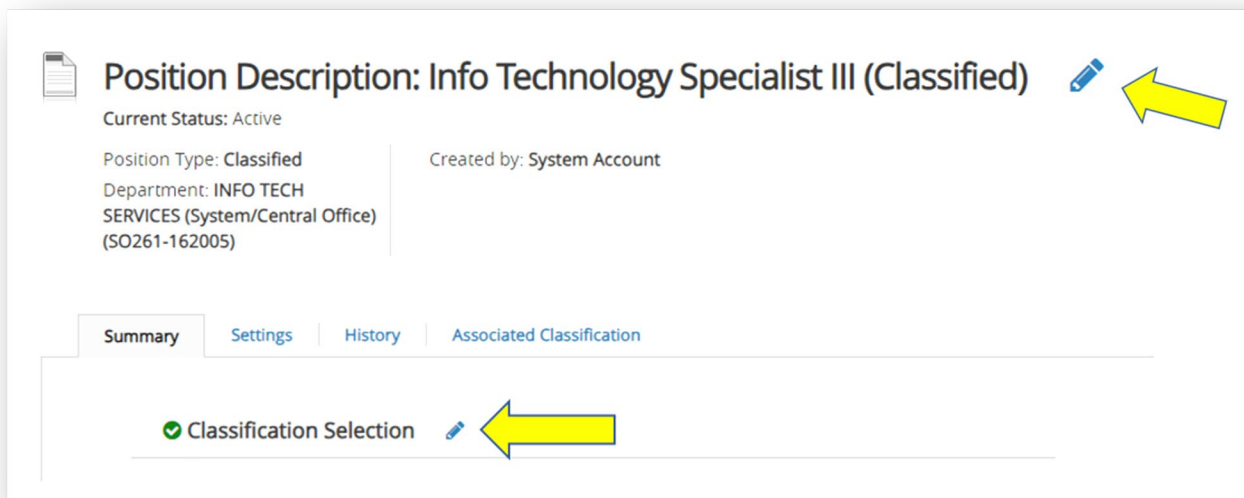 Position Description: Info Technology Specialist III (Classified)
Current Status: Active
Position Type: Classified
Created by: System Account
Department: INFO TECH
SERVICES (System/Central Office)
(SO261-162005)
Summary
Settings
History
Associated Classification
Classification Selection